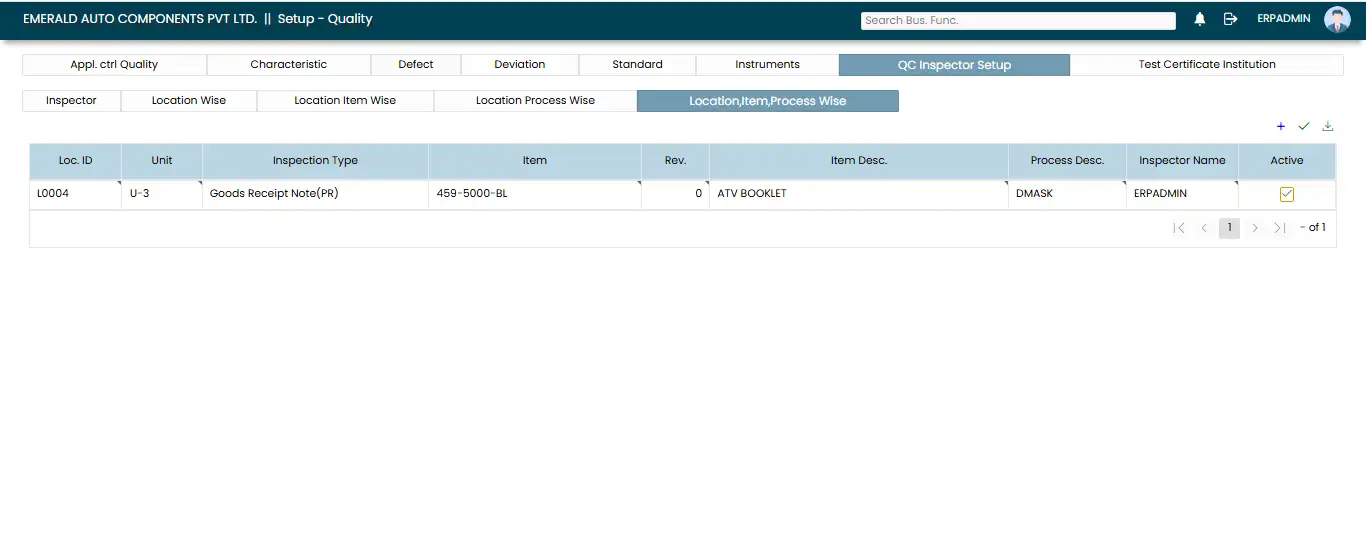 EMERALD AUTO COMPONENTS PVT LTD. || Setup - Quality Search Bus. Func. ERPADMIN
Appl. ctrl Quality Characteristic Defect Deviation Standard Instruments QC Inspector Setup Test Certificate Institution
Inspector Location Wise Location Item Wise Location Process Wise Location,Item,Process Wise
Loc. ID Unit Inspection Type Item Rev. Item Desc. Process Desc. Inspector Name Active
L0004 U-3 Goods Receipt Note(PR) 459-5000-BL 0 ATV BOOKLET DMASK ERPADMIN
1 - of 1